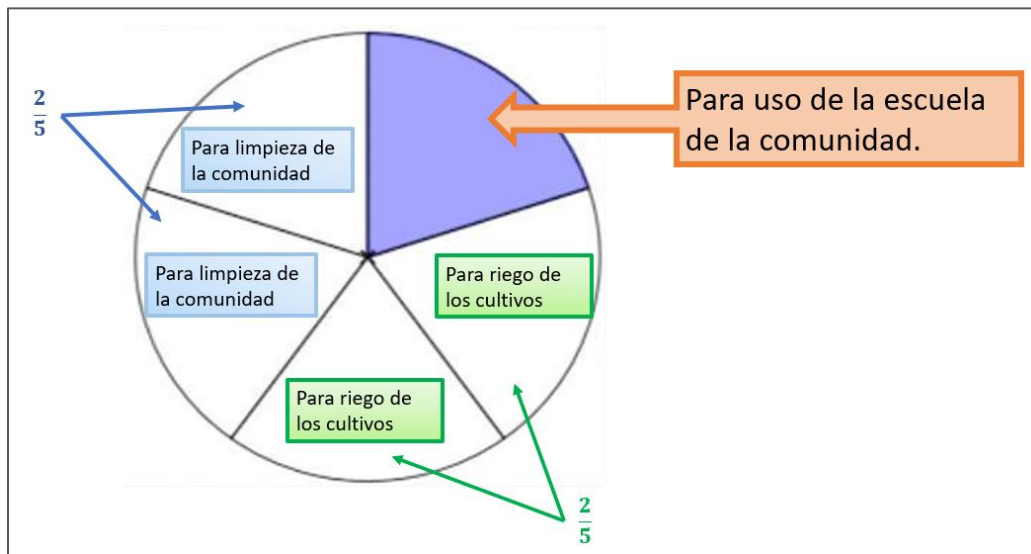 2
5
Para limpieza de
la comunidad
Para uso de la escuela
de la comunidad.
Para limpieza de
la comunidad
Para riego de
los cultivos
Para riego de
los cultivos
2
5